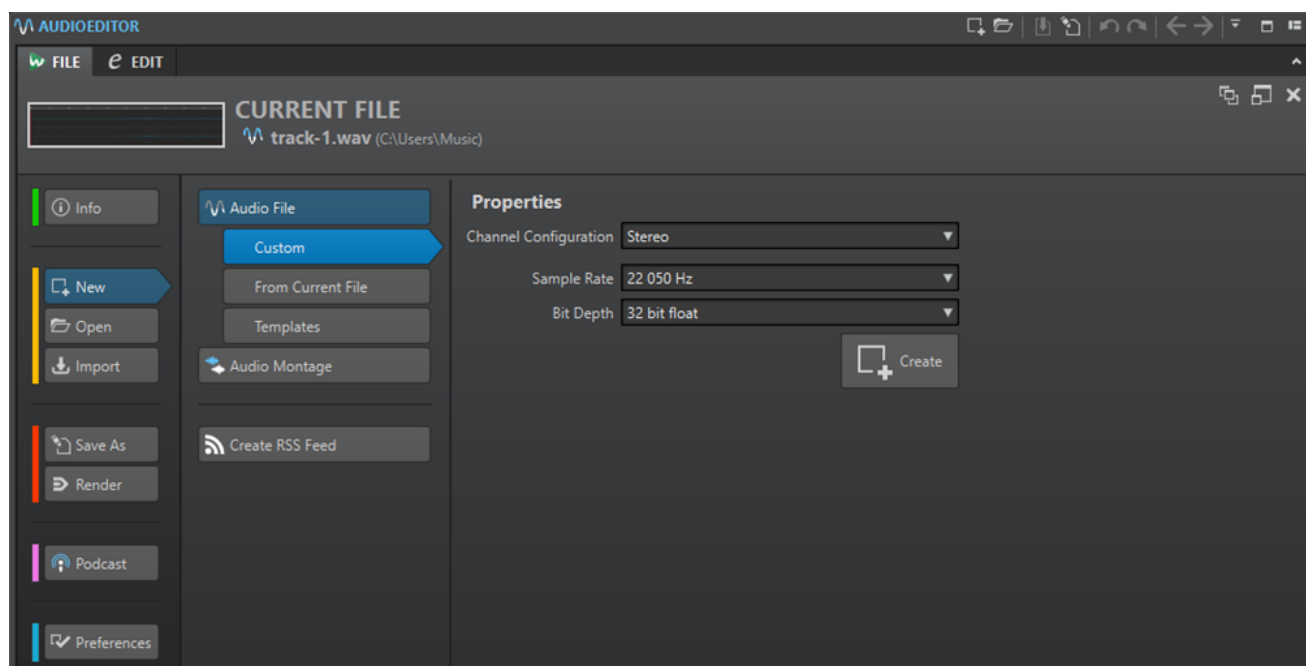 AUDIOEDITOR
FILE EDIT
CURRENT FILE
track-1.wav (C:\Users\Music)
Info
New
Open
Import
Save As
Render
Podcast
Preferences
Audio File
Custom
From Current File
Templates
Audio Montage
Create RSS Feed
Properties
Channel Configuration Stereo
Sample Rate 22 050 Hz
Bit Depth 32 bit float
Create